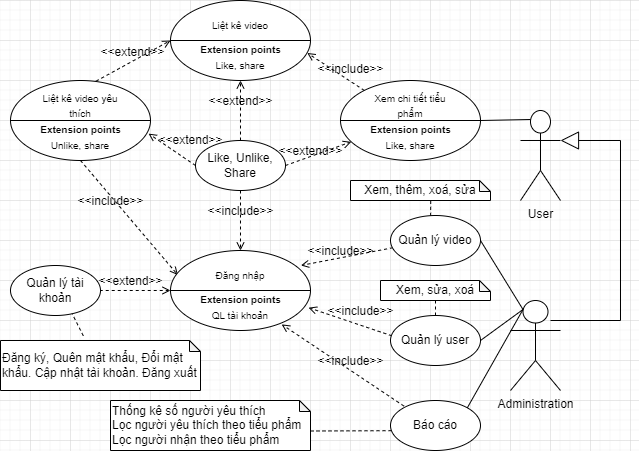 Liệt kê video
Extension points
Like, share
<<extend>>
<<include>>
Liệt kê video yêu
thích
Extension points
Unlike, share
<<extend>>
Xem chi tiết tiểu
phẩm
Extension points
Like, share
<<extend>>
<<extend>>
Like, Unlike,
Share
User
<<include>>
<<include>>
Xem, thêm, xoá, sửa
Quản lý video
<<include>>
Đăng nhập
Extension points
QL tài khoản
Quản lý tài
khoản
<<extend>>
Xem, sửa, xoá
<<include>>
Quản lý user
Đăng ký, Quên mật khẩu, Đổi mật
khẩu. Cập nhật tài khoản. Đăng xuất
<<include>>
Administration
Thống kê số người yêu thích
Lọc người yêu thích theo tiểu phẩm
Lọc người nhận theo tiểu phẩm
Báo cáo